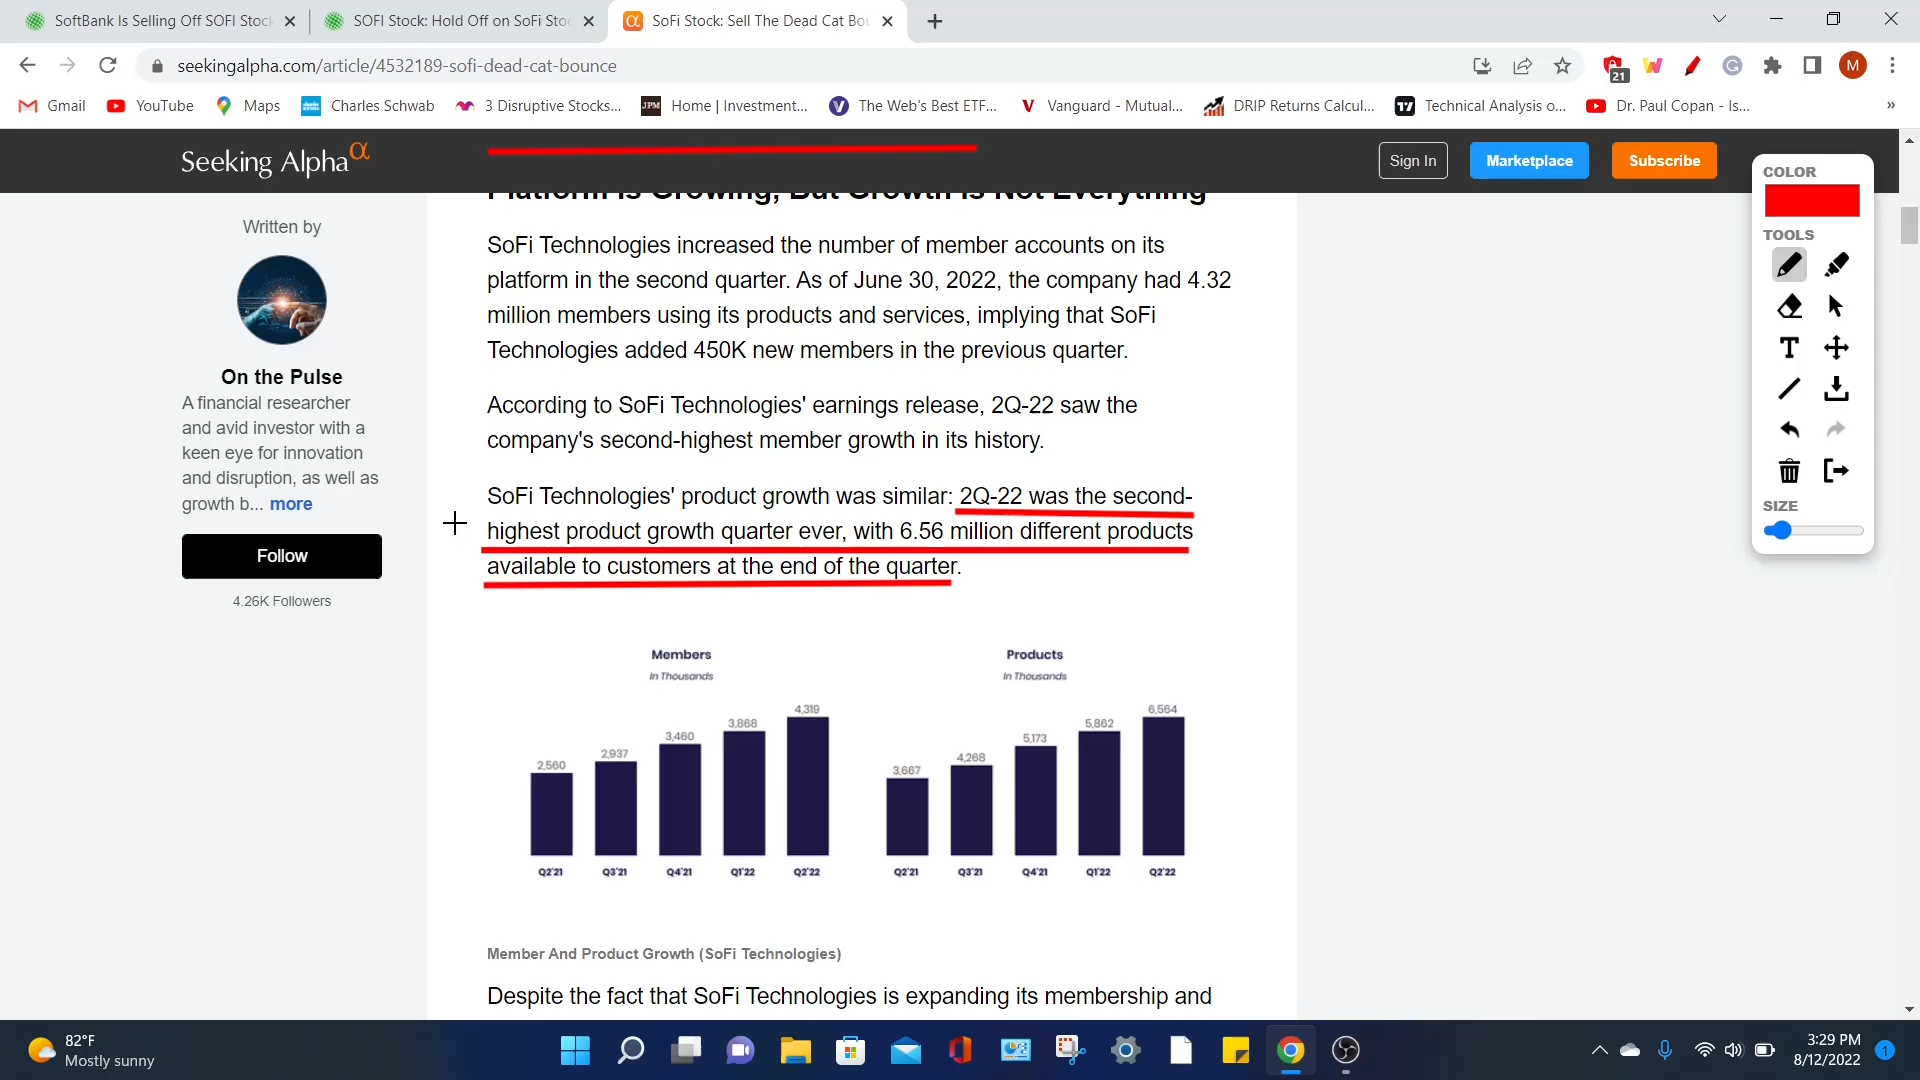 SoftBank Is Selling Off SOFI Stock
SOFI Stock: Hold Off on SoFi Stoc
SoFi Stock: Sell The Dead Cat Bou
seekingalpha.com/article/4532189-sofi-dead-cat-bounce
21
M
Gmail
YouTube
Maps
Charles Schwab
3 Disruptive Stocks...
JPM
Home | Investment...
The Web's Best ETF...
Vanguard - Mutual...
DRIP Returns Calcul...
Technical Analysis o...
Dr. Paul Copan - Is...
»
Seeking Alpha α
Sign In
Marketplace
Subscribe
COLOR
TOOLS
SIZE
Written by
On the Pulse
A financial researcher
and avid investor with a
keen eye for innovation
and disruption, as well as
growth b... more
Follow
4.26K Followers
Platform Is Growing, But Growth Is Not Everything
SoFi Technologies increased the number of member accounts on its
platform in the second quarter. As of June 30, 2022, the company had 4.32
million members using its products and services, implying that SoFi
Technologies added 450K new members in the previous quarter.
According to SoFi Technologies' earnings release, 2Q-22 saw the
company's second-highest member growth in its history.
SoFi Technologies' product growth was similar: 2Q-22 was the second-
highest product growth quarter ever, with 6.56 million different products
available to customers at the end of the quarter.
Members
In Thousands
2,560
2,937
3,460
3,868
4,319
Q2'21
Q3'21
Q4'21
Q1'22
Q2'22
Products
In Thousands
3,667
4,268
5,173
5,862
6,564
Q2'21
Q3'21
Q4'21
Q1'22
Q2'22
Member And Product Growth (SoFi Technologies)
Despite the fact that SoFi Technologies is expanding its membership and
82°F
Mostly sunny
3:29 PM
8/12/2022
1